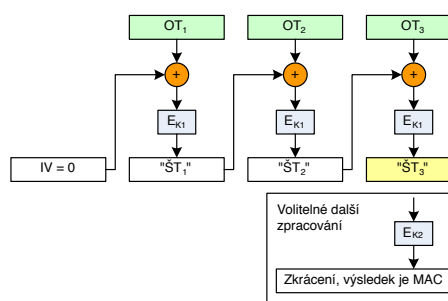 OT1 OT2 OT3
+ + +
EK1 EK1 EK1
IV = 0 "ŠT1" "ŠT2" "ŠT3"
Volitelné další
zpracování
EK2
Zkrácení, výsledek je MAC